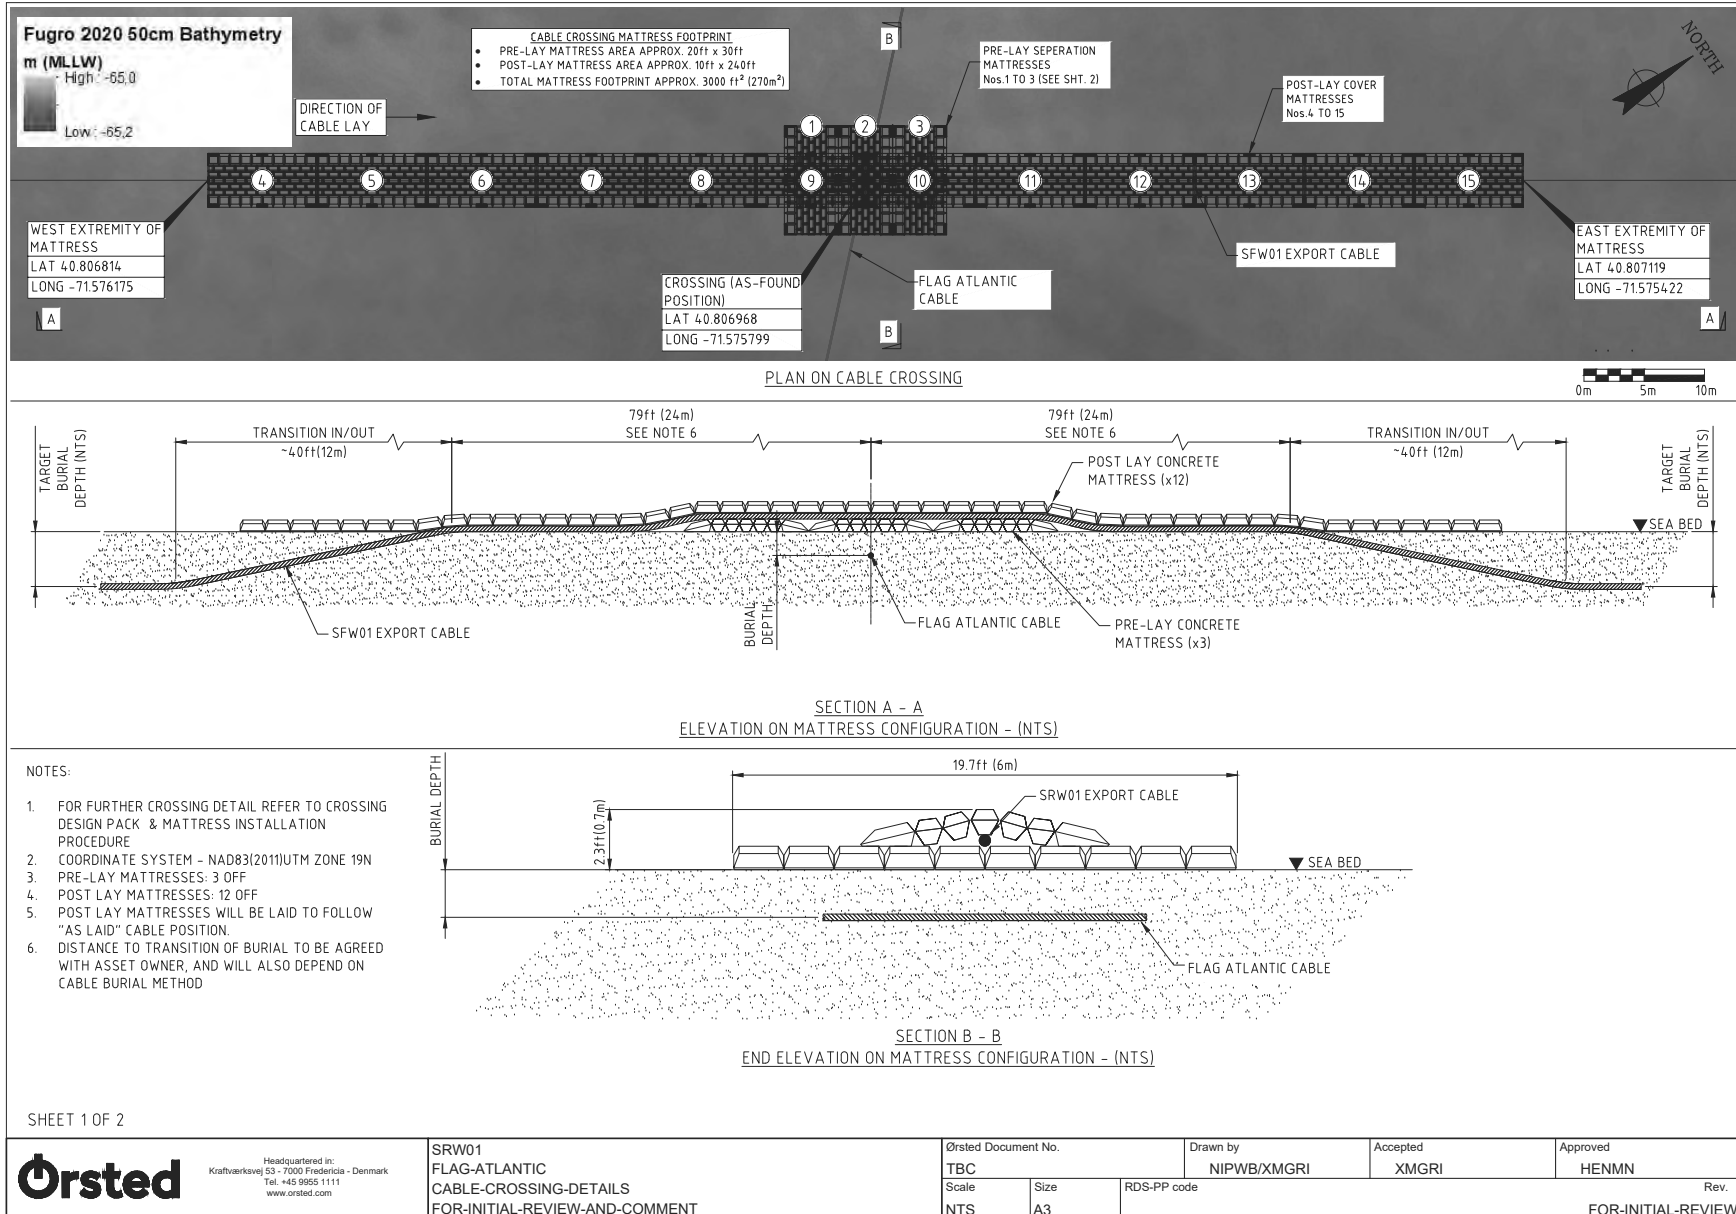 Fugro 2020 50cm Bathymetry
m (MLLW)
High : -65,0
Low : -65,2
CABLE CROSSING MATTRESS FOOTPRINT
• PRE-LAY MATTRESS AREA APPROX. 20ft x 30ft
• POST-LAY MATTRESS AREA APPROX. 10ft x 240ft
• TOTAL MATTRESS FOOTPRINT APPROX. 3000 ft² (270m²)
DIRECTION OF
CABLE LAY
B
PRE-LAY SEPERATION
MATTRESSES
Nos.1 TO 3 (SEE SHT. 2)
POST-LAY COVER
MATTRESSES
Nos.4 TO 15
NORTH
1 2 3
4 5 6 7 8 9 10 11 12 13 14 15
WEST EXTREMITY OF
MATTRESS
LAT 40.806814
LONG -71.576175
A
CROSSING (AS-FOUND
POSITION)
LAT 40.806968
LONG -71.575799
FLAG ATLANTIC
CABLE
B
SFW01 EXPORT CABLE
EAST EXTREMITY OF
MATTRESS
LAT 40.807119
LONG -71.575422
A
PLAN ON CABLE CROSSING
0m 5m 10m
TARGET
BURIAL
DEPTH (NTS)
TRANSITION IN/OUT
~40ft(12m)
79ft (24m)
SEE NOTE 6
79ft (24m)
SEE NOTE 6
TRANSITION IN/OUT
~40ft (12m)
TARGET
BURIAL
DEPTH (NTS)
POST LAY CONCRETE
MATTRESS (x12)
SEA BED
SFW01 EXPORT CABLE
BURIAL
DEPTH
FLAG ATLANTIC CABLE
PRE-LAY CONCRETE
MATTRESS (x3)
SECTION A - A
ELEVATION ON MATTRESS CONFIGURATION - (NTS)
NOTES:
1. FOR FURTHER CROSSING DETAIL REFER TO CROSSING
DESIGN PACK & MATTRESS INSTALLATION
PROCEDURE
2. COORDINATE SYSTEM - NAD83(2011)UTM ZONE 19N
3. PRE-LAY MATTRESSES: 3 OFF
4. POST LAY MATTRESSES: 12 OFF
5. POST LAY MATTRESSES WILL BE LAID TO FOLLOW
"AS LAID" CABLE POSITION.
6. DISTANCE TO TRANSITION OF BURIAL TO BE AGREED
WITH ASSET OWNER, AND WILL ALSO DEPEND ON
CABLE BURIAL METHOD
BURIAL DEPTH
2.3ft(0.7m)
19.7ft (6m)
SRW01 EXPORT CABLE
SEA BED
FLAG ATLANTIC CABLE
SECTION B - B
END ELEVATION ON MATTRESS CONFIGURATION - (NTS)
SHEET 1 OF 2
Ørsted
Headquartered in:
Kraftværksvej 53 - 7000 Fredericia - Denmark
Tel. +45 9955 1111
www.orsted.com
SRW01
FLAG-ATLANTIC
CABLE-CROSSING-DETAILS
FOR-INITIAL-REVIEW-AND-COMMENT
Ørsted Document No.
TBC
Drawn by
NIPWB/XMGRI
Accepted
XMGRI
Approved
HENMN
Scale
NTS
Size
A3
RDS-PP code
Rev.
FOR-INITIAL-REVIEW